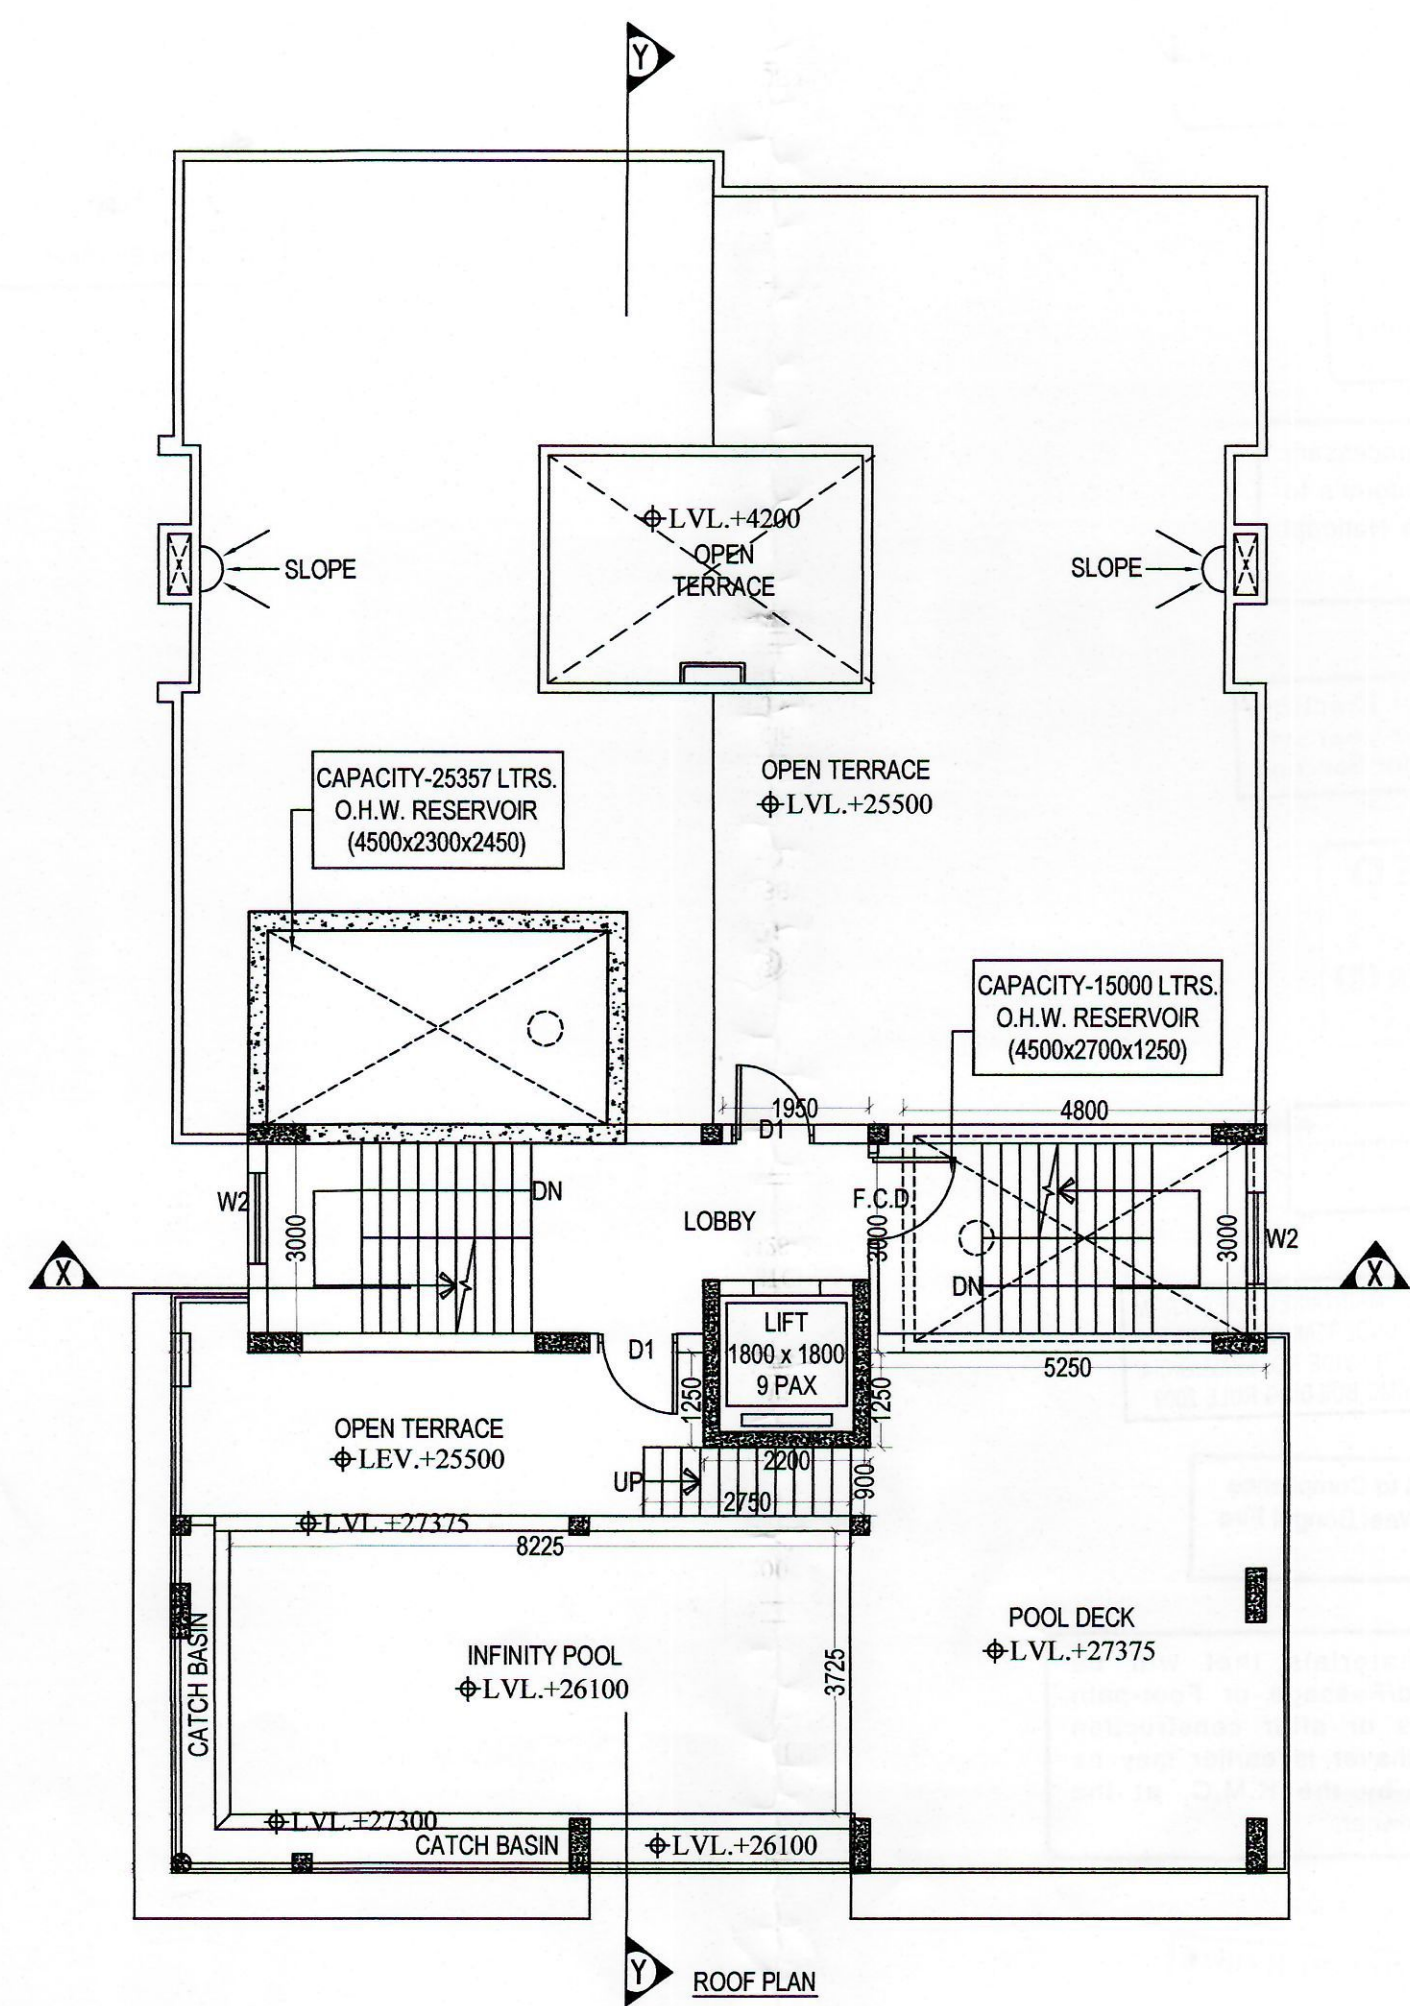 Y
LVL.+4200
OPEN
TERRACE
SLOPE
SLOPE
CAPACITY-25357 LTRS.
O.H.W. RESERVOIR
(4500x2300x2450)
OPEN TERRACE
LVL.+25500
CAPACITY-15000 LTRS.
O.H.W. RESERVOIR
(4500x2700x1250)
1950
4800
D1
W2
3000
DN
LOBBY
F.C.D.
3000
3000
W2
DN
X
X
D1
LIFT
1800 x 1800
9 PAX
5250
1250
1250
OPEN TERRACE
LEV.+25500
UP
2200
2750
900
LVL.+27375
8225
CATCH BASIN
INFINITY POOL
LVL.+26100
3725
POOL DECK
LVL.+27375
LVL.+27300
CATCH BASIN
LVL.+26100
Y
ROOF PLAN